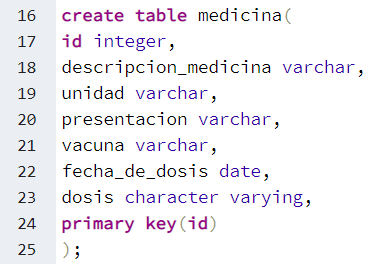 16 create table medicina(
17 id integer,
18 descripcion_medicina varchar,
19 unidad varchar,
20 presentacion varchar,
21 vacuna varchar,
22 fecha_de_dosis date,
23 dosis character varying,
24 primary key(id)
25 );